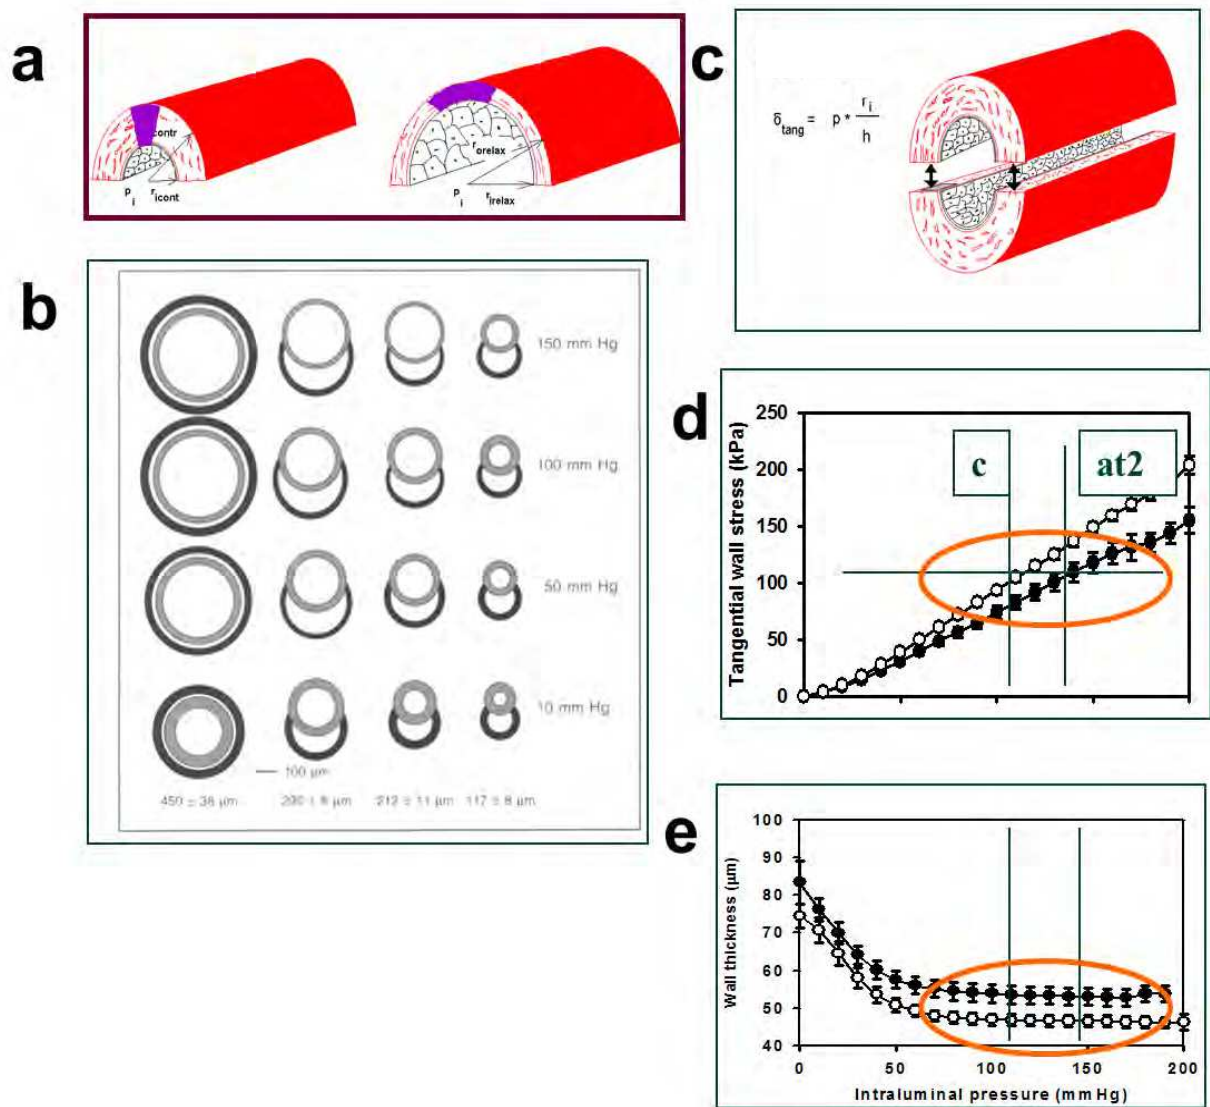 a
contr
r orelax
p i
r icont
p i
r irelax
b
150 mm Hg
100 mm Hg
50 mm Hg
10 mm Hg
100 µm
450 ± 38 µm
± 8 µm
212 ± 11 µm
117 ± 8 µm
c
δ tang = p * r i
h
d
Tangential wall stress (kPa)
250
200
150
100
50
0
c
at2
e
Wall thickness (µm)
100
90
80
70
60
50
40
0
50
100
150
200
Intraluminal pressure (mm Hg)